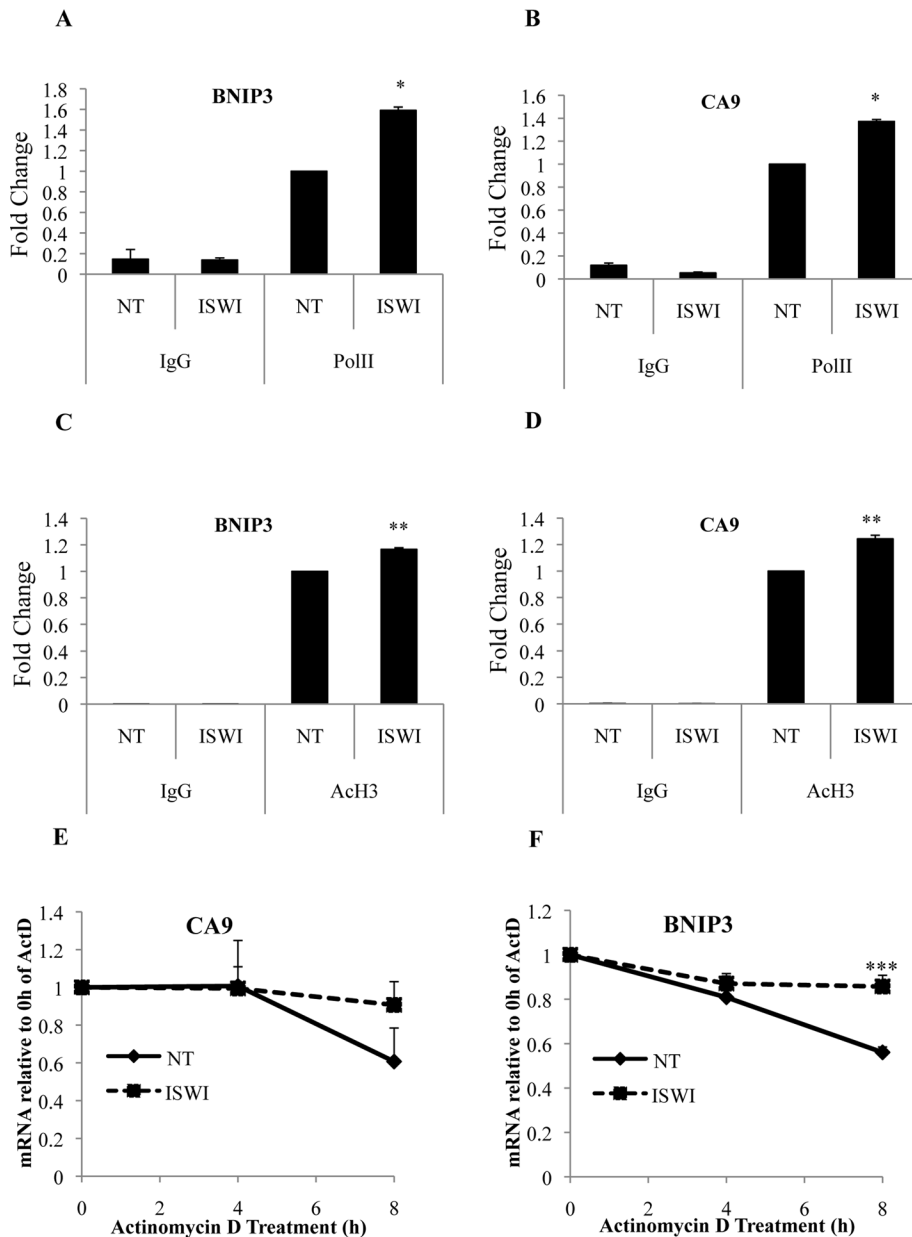 A
BNIP3
*
Fold Change
1.8
1.6
1.4
1.2
1
0.8
0.6
0.4
0.2
0
NT ISWI NT ISWI
IgG PolII
B
CA9
*
Fold Change
1.6
1.4
1.2
1
0.8
0.6
0.4
0.2
0
NT ISWI NT ISWI
IgG PolII
C
BNIP3
**
Fold Change
1.4
1.2
1
0.8
0.6
0.4
0.2
0
NT ISWI NT ISWI
IgG AcH3
D
CA9
**
Fold Change
1.4
1.2
1
0.8
0.6
0.4
0.2
0
NT ISWI NT ISWI
IgG AcH3
E
CA9
mRNA relative to 0h of ActD
1.4
1.2
1
0.8
0.6
0.4
0.2
0
NT
ISWI
0 4 8
Actinomycin D Treatment (h)
F
BNIP3
***
mRNA relative to 0h of ActD
1.2
1
0.8
0.6
0.4
0.2
0
NT
ISWI
0 4 8
Actinomycin D Treatment (h)